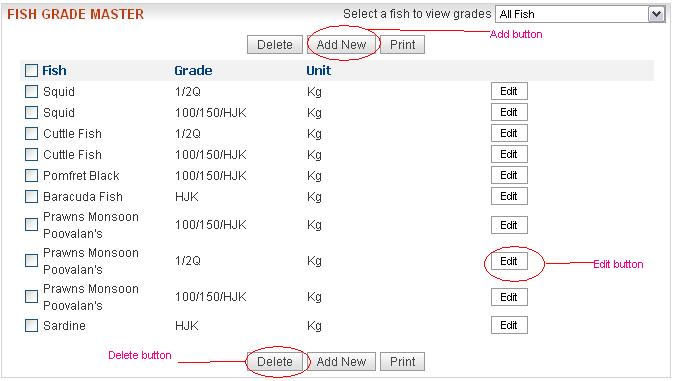 FISH GRADE MASTER Select a fish to view grades All Fish
Add button
Delete Add New Print
Fish Grade Unit
Squid 1/2Q Kg Edit
Squid 100/150/HJK Kg Edit
Cuttle Fish 1/2Q Kg Edit
Cuttle Fish 100/150/HJK Kg Edit
Pomfret Black 100/150/HJK Kg Edit
Baracuda Fish HJK Kg Edit
Prawns Monsoon
Poovalan's 100/150/HJK Kg Edit
Prawns Monsoon
Poovalan's 1/2Q Kg Edit
Edit button
Prawns Monsoon
Poovalan's 100/150/HJK Kg Edit
Sardine HJK Kg Edit
Delete button
Delete Add New Print